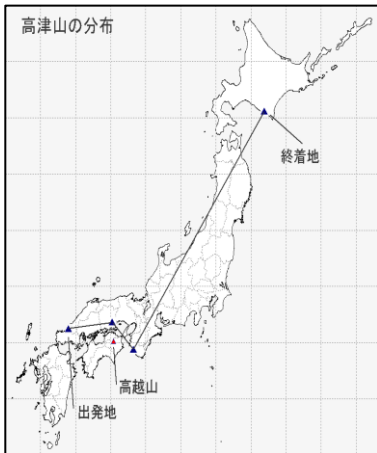 高津山の分布
終着地
高越山
出発地